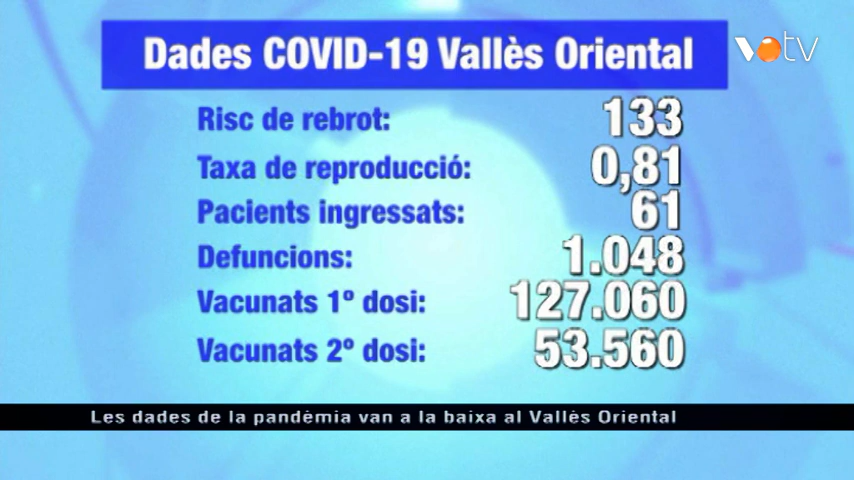 Dades COVID-19 Vallès Oriental
votv
Risc de rebrot: 133
Taxa de reproducció: 0,81
Pacients ingressats: 61
Defuncions: 1.048
Vacunats 1º dosi: 127.060
Vacunats 2º dosi: 53.560
Les dades de la pandèmia van a la baixa al Vallès Oriental